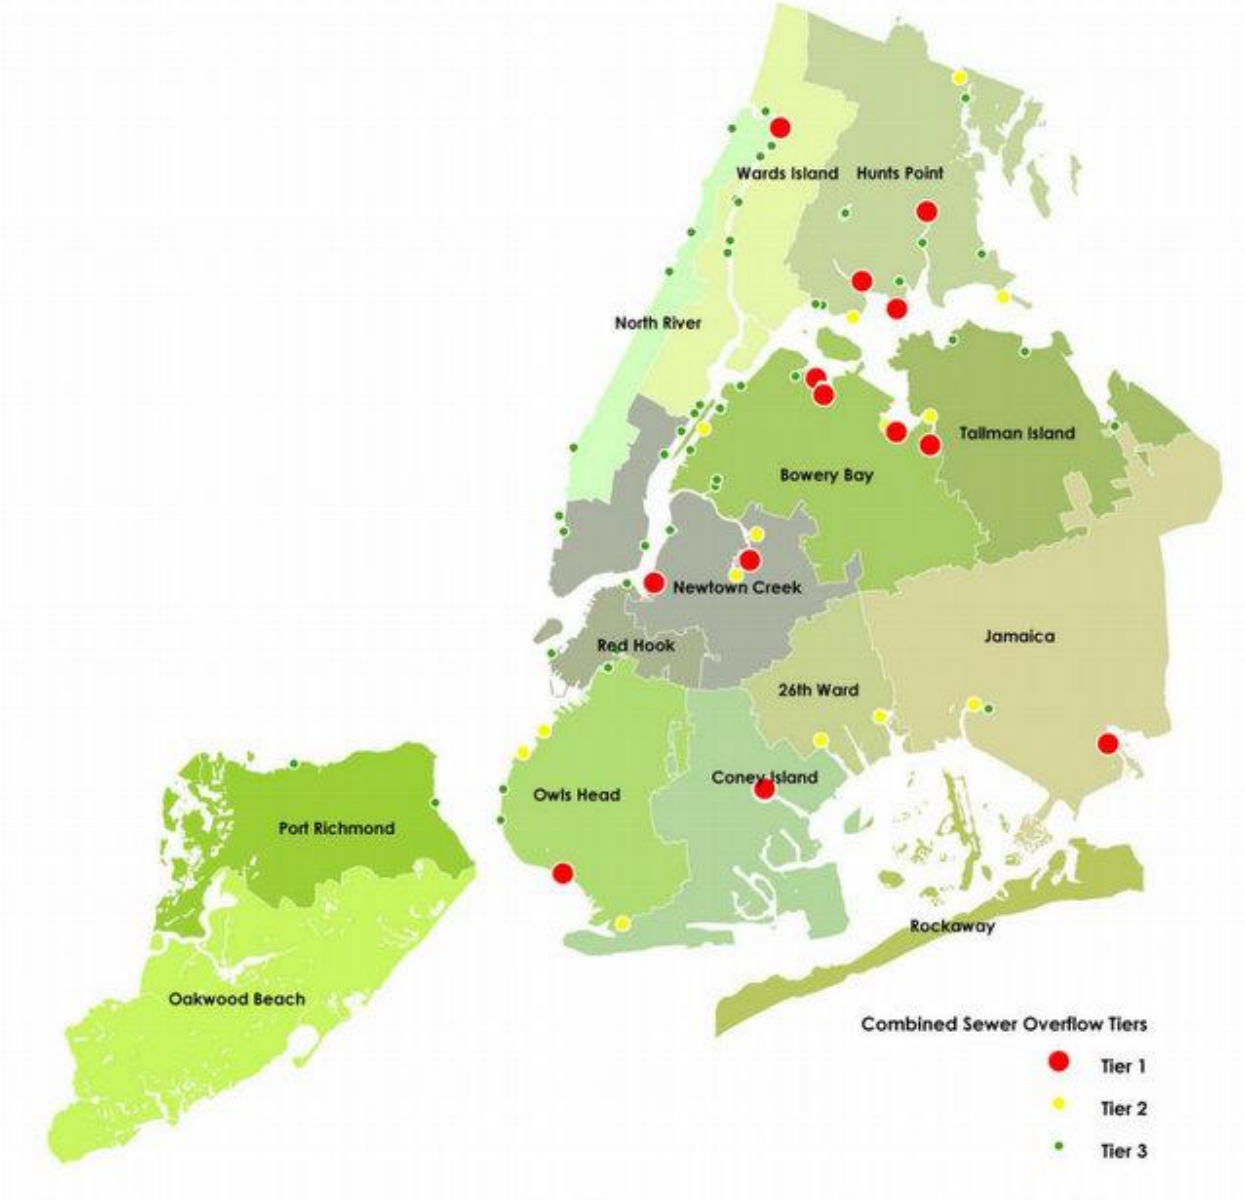 Wards Island
Hunts Point
North River
Tallman Island
Bowery Bay
Newtown Creek
Jamaica
Red Hook
26th Ward
Coney Island
Owls Head
Port Richmond
Rockaway
Oakwood Beach
Combined Sewer Overflow Tiers
Tier 1
Tier 2
Tier 3